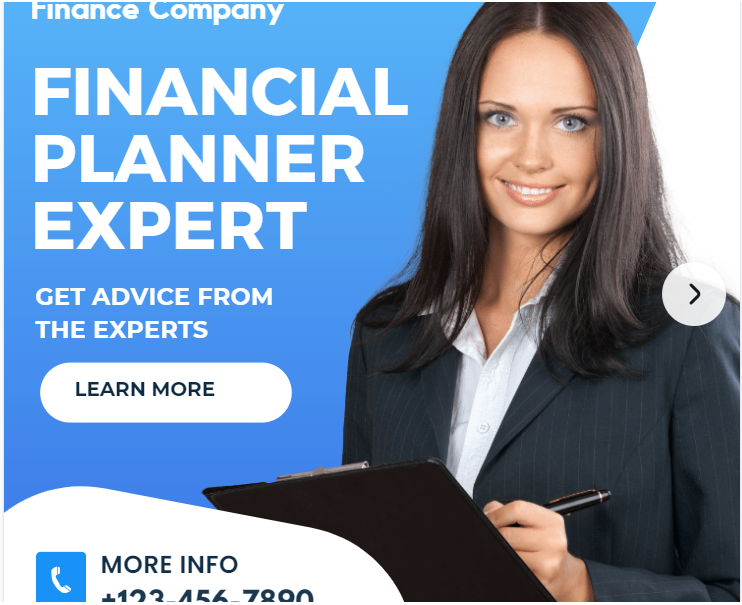 Finance Company
FINANCIAL
PLANNER
EXPERT
GET ADVICE FROM
THE EXPERTS
LEARN MORE
MORE INFO
+123-456-7890